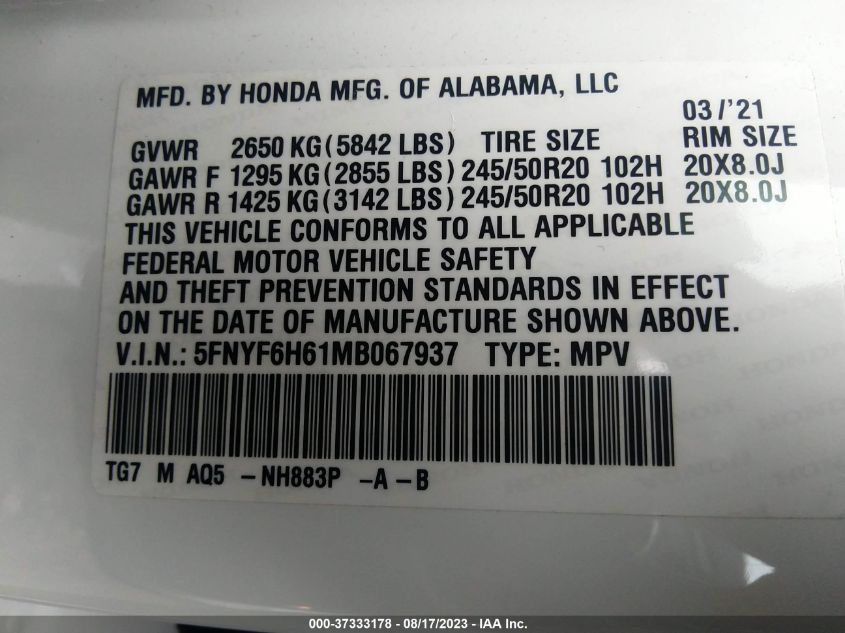 MFD. BY HONDA MFG. OF ALABAMA, LLC
03/'21
GVWR 2650 KG (5842 LBS) TIRE SIZE RIM SIZE
GAWR F 1295 KG (2855 LBS) 245/50R20 102H 20X8.0J
GAWR R 1425 KG (3142 LBS) 245/50R20 102H 20X8.0J
THIS VEHICLE CONFORMS TO ALL APPLICABLE
FEDERAL MOTOR VEHICLE SAFETY
AND THEFT PREVENTION STANDARDS IN EFFECT
ON THE DATE OF MANUFACTURE SHOWN ABOVE.
V.I.N.: 5FNYF6H61MB067937 TYPE: MPV
TG7 M AQ5 -NH883P -A -B
000-37333178 - 08/17/2023 - IAA Inc.